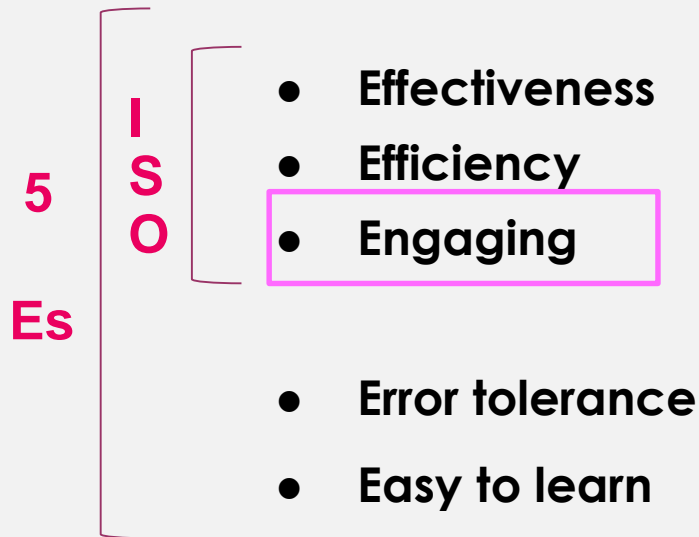 5
Es
I
S
O
● Effectiveness
● Efficiency
● Engaging
● Error tolerance
● Easy to learn